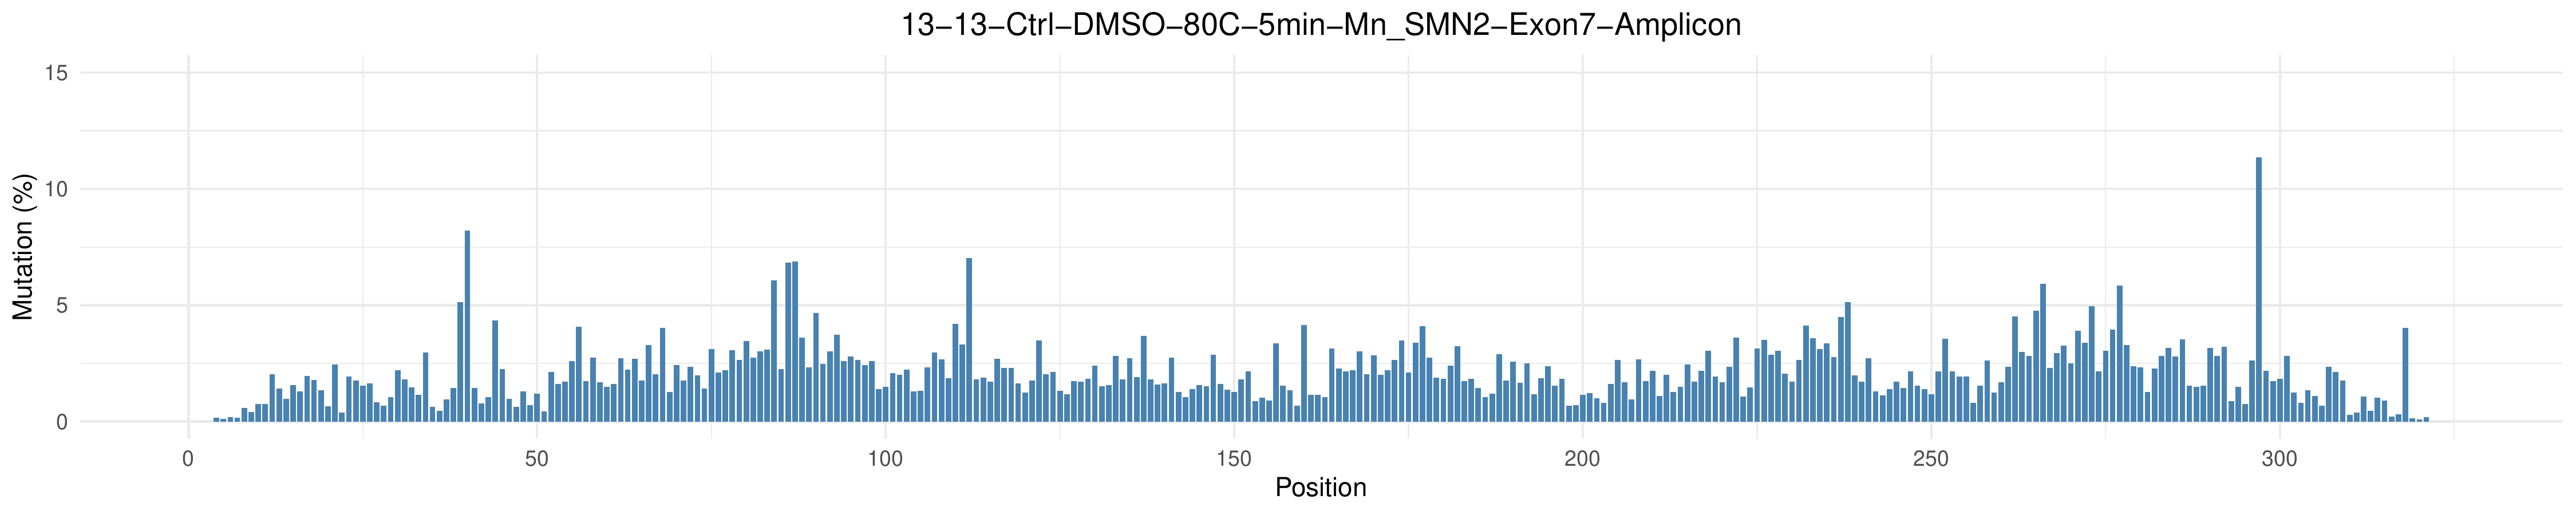 13−13−Ctrl−DMSO−80C−5min−Mn_SMN2−Exon7−Amplicon
Mutation (%)
15
10
5
0
0 50 100 150 200 250 300
Position